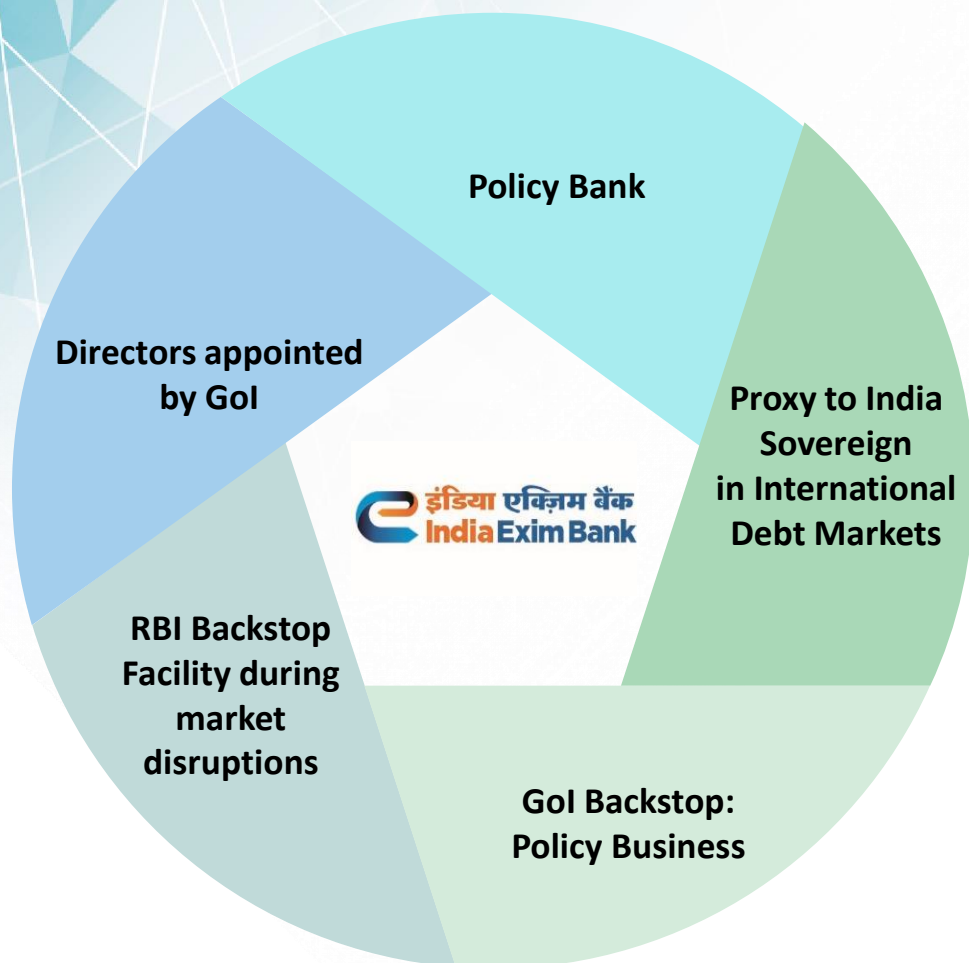 Policy Bank
Directors appointed
by GoI
Proxy to India
Sovereign
in International
Debt Markets
इंडिया एक्ज़िम बैंक
India Exim Bank
RBI Backstop
Facility during
market
disruptions
GoI Backstop:
Policy Business